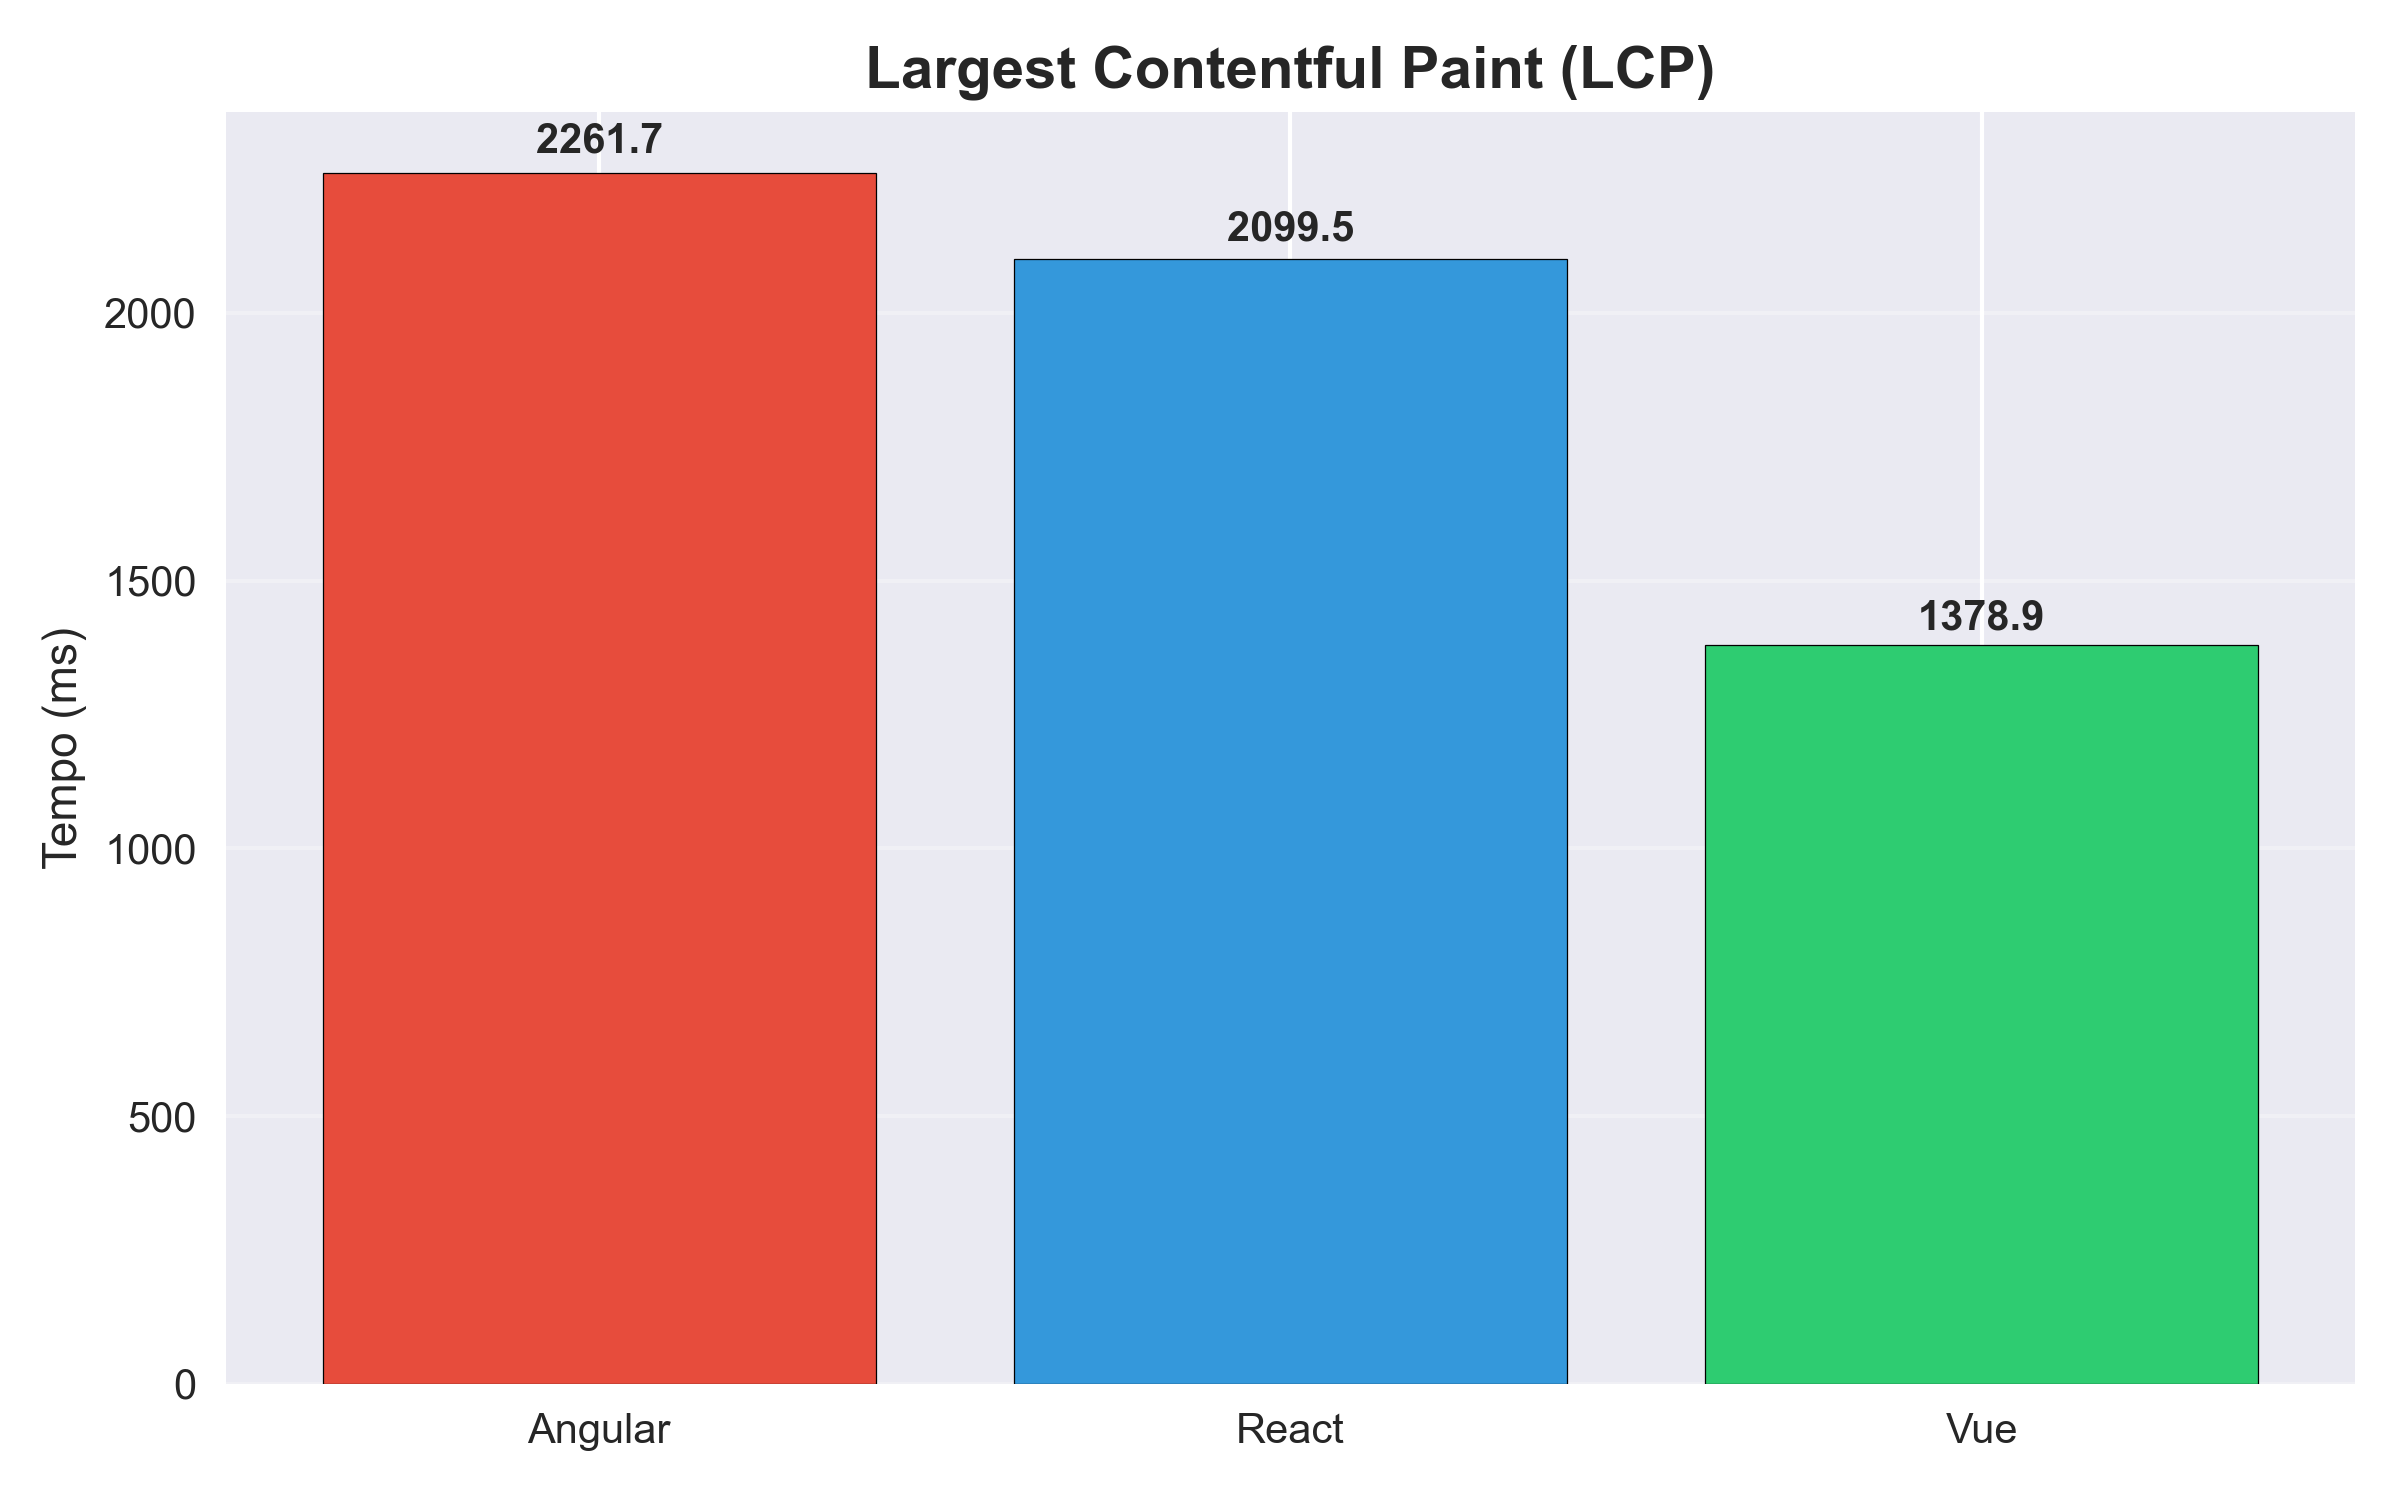 Largest Contentful Paint (LCP)
2261.7
2099.5
1378.9
Tempo (ms)
2000
1500
1000
500
0
Angular
React
Vue